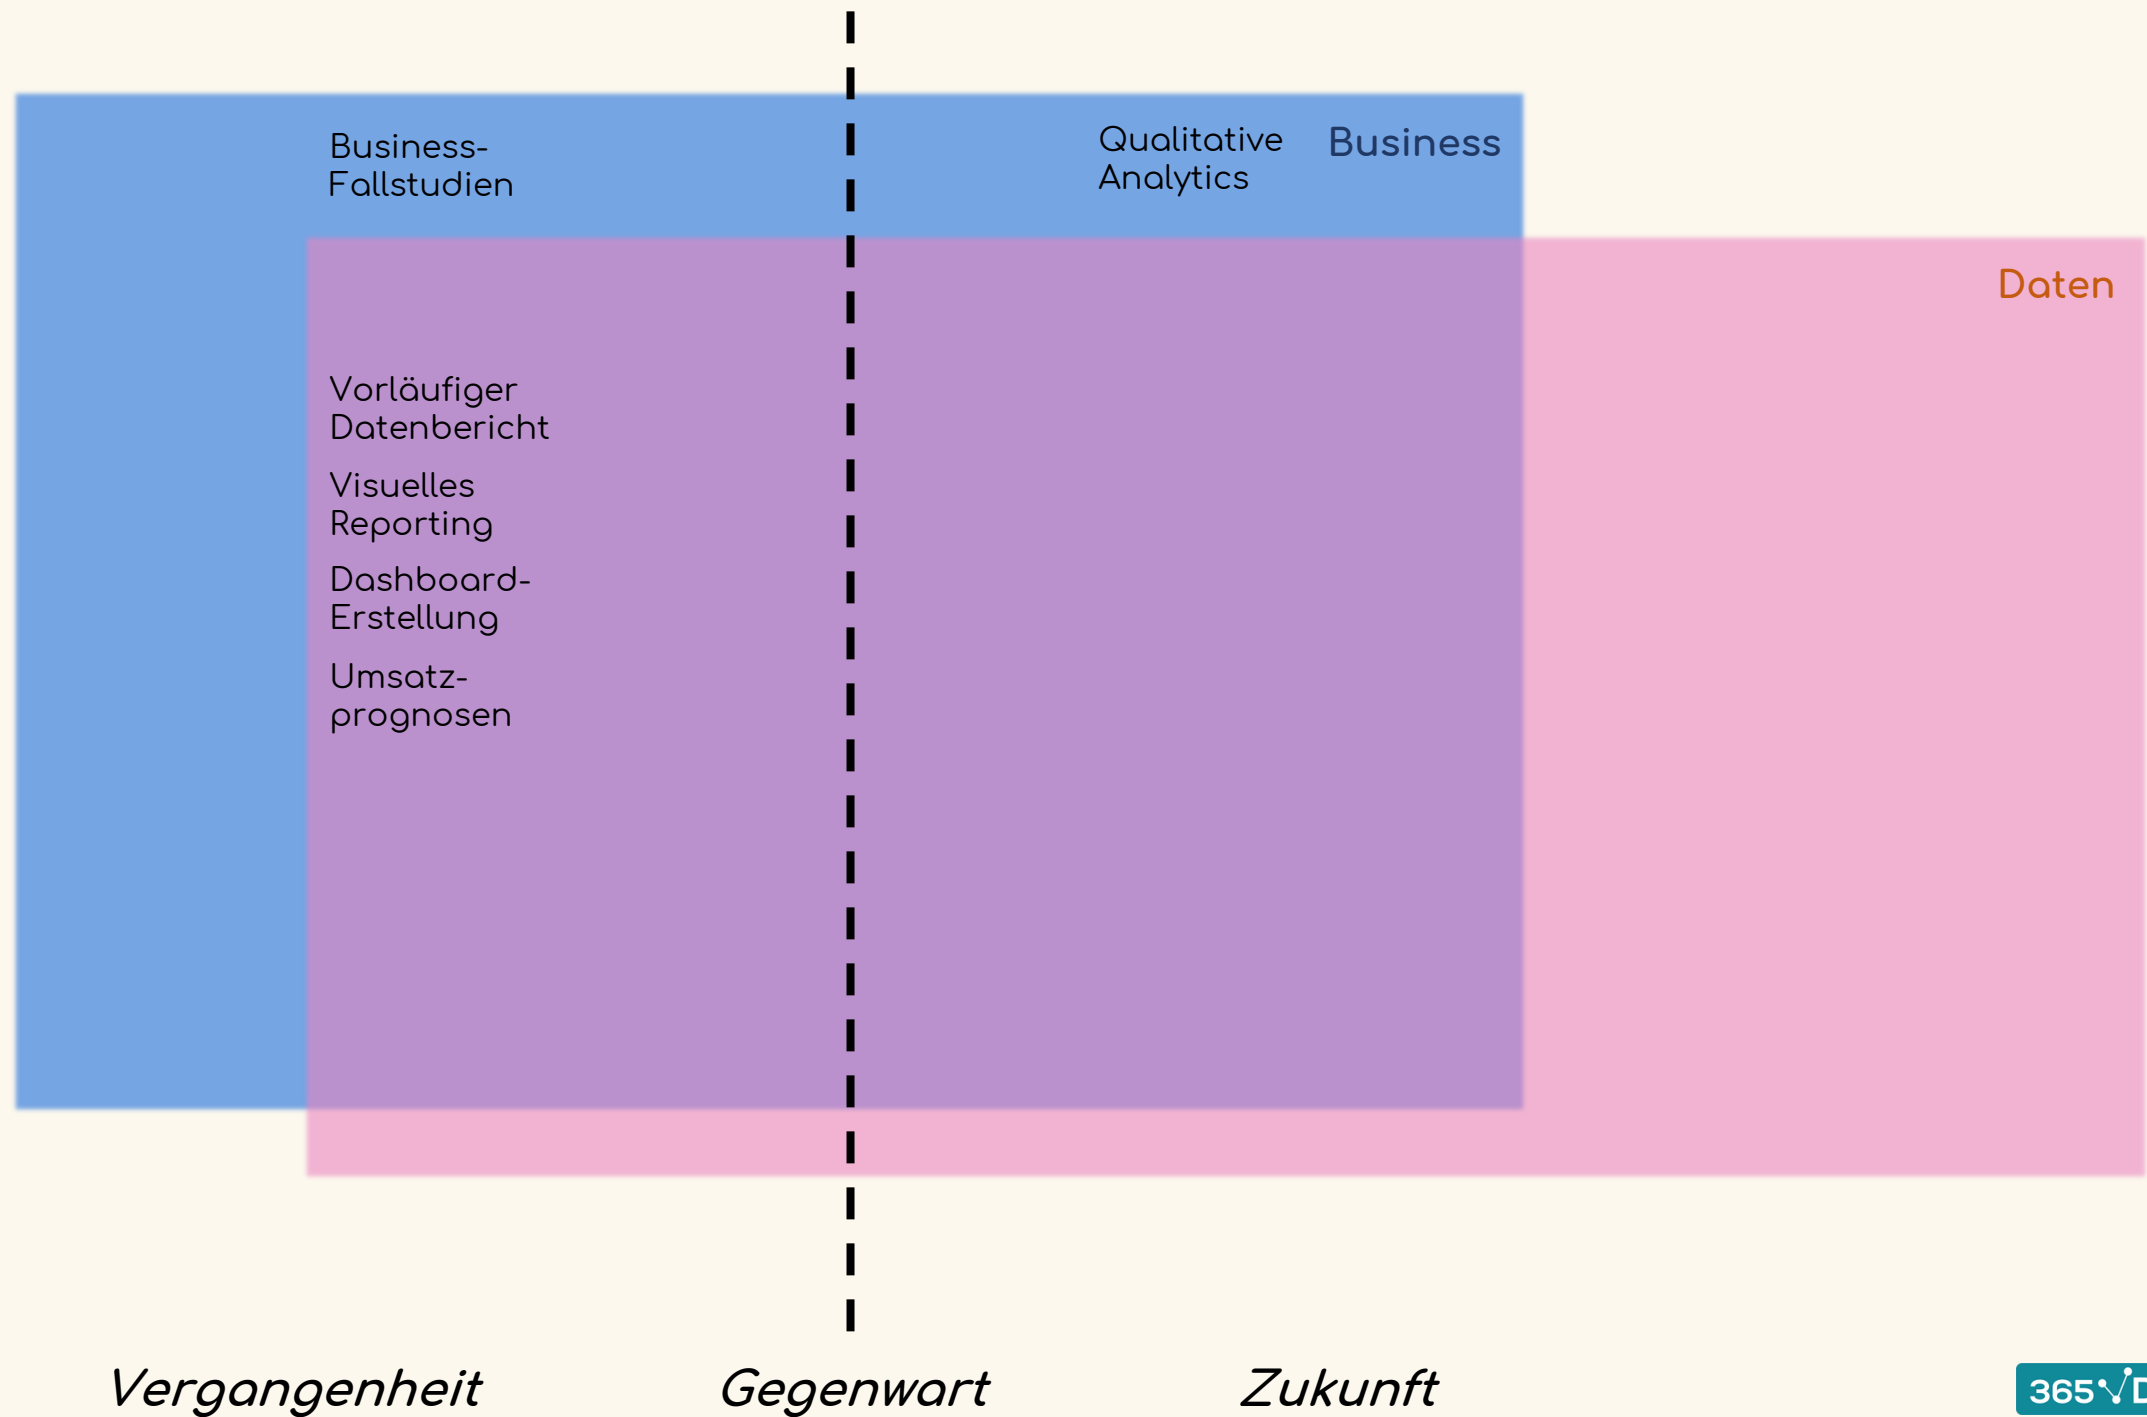 Business-
Fallstudien
Qualitative
Analytics
Business
Daten
Vorläufiger
Datenbericht
Visuelles
Reporting
Dashboard-
Erstellung
Umsatz-
prognosen
Vergangenheit
Gegenwart
Zukunft
365